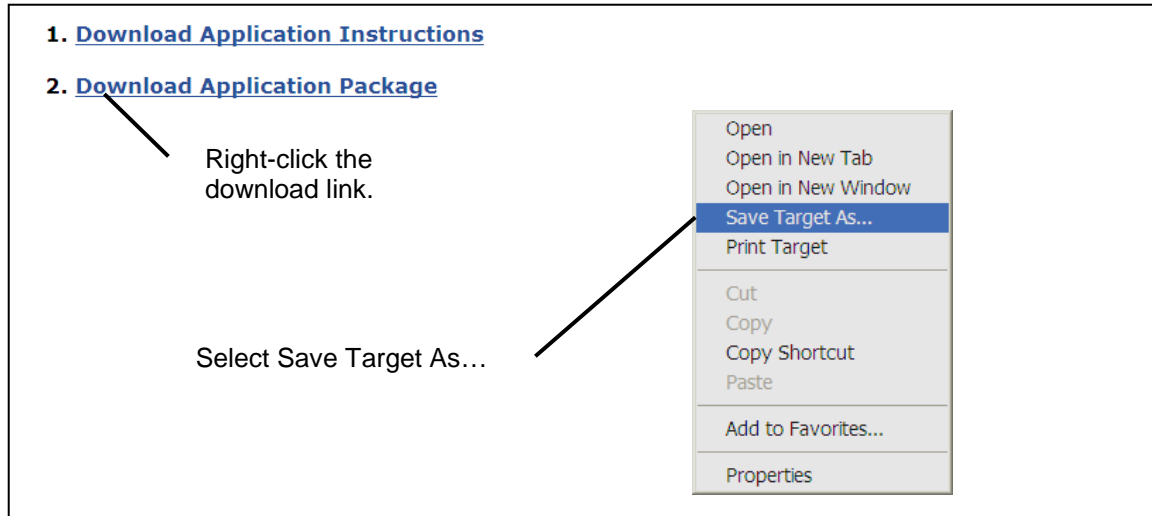 1. Download Application Instructions
2. Download Application Package
Right-click the
download link.
Select Save Target As…
Open
Open in New Tab
Open in New Window
Save Target As...
Print Target
Cut
Copy
Copy Shortcut
Paste
Add to Favorites...
Properties